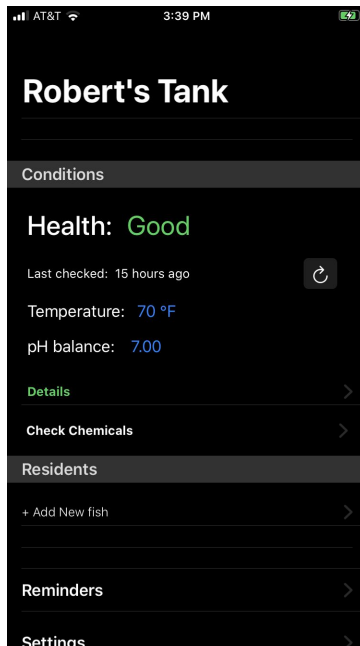 AT&T 3:39 PM
Robert's Tank
Conditions
Health: Good
Last checked: 15 hours ago
Temperature: 70 °F
pH balance: 7.00
Details
Check Chemicals
Residents
+ Add New fish
Reminders
Settings